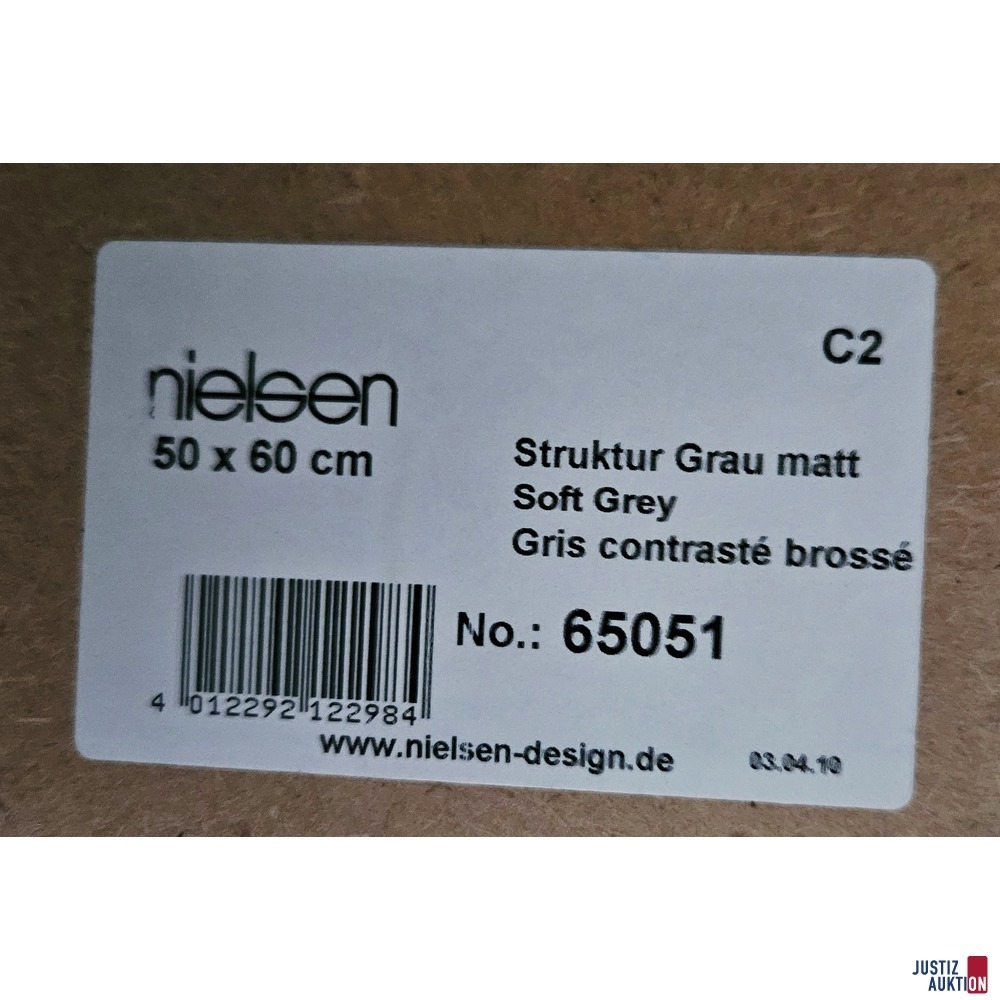 C2
nielsen
50 x 60 cm
Struktur Grau matt
Soft Grey
Gris contrasté brossé
No.: 65051
4 012292 122984
www.nielsen-design.de
03.04.10
JUSTIZ
AUKTION